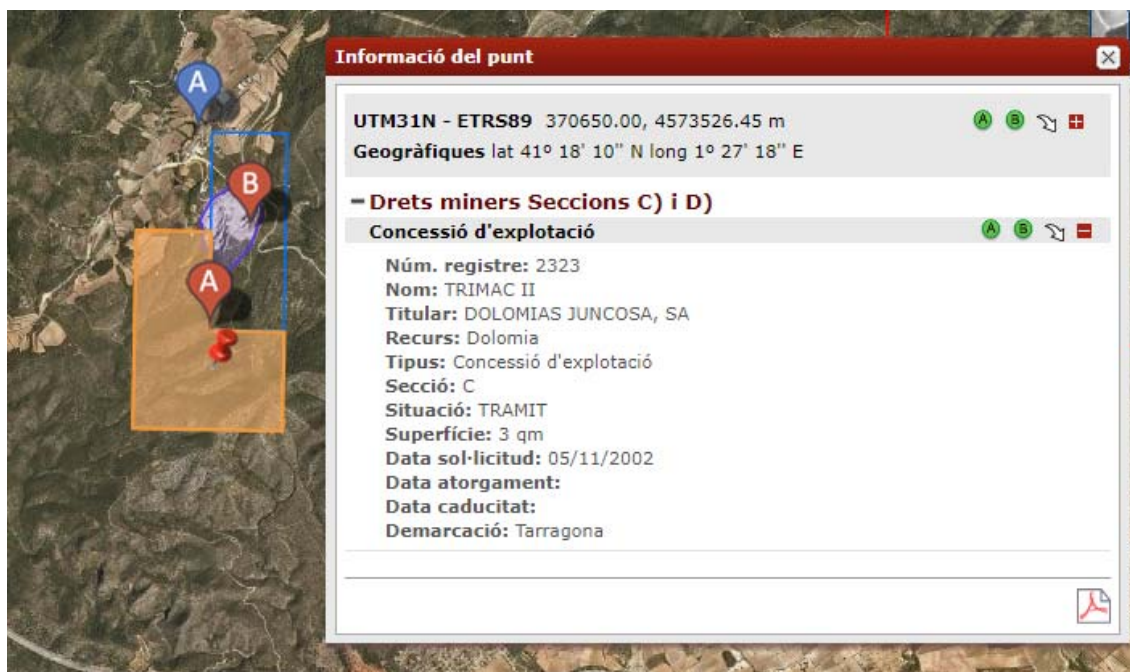 Informació del punt
UTM31N - ETRS89 370650.00, 4573526.45 m
A B
Geogràfiques lat 41º 18' 10'' N long 1º 27' 18'' E
Drets miners Seccions C) i D)
Concessió d'explotació
A B
Núm. registre: 2323
Nom: TRIMAC II
Titular: DOLOMIAS JUNCOSA, SA
Recurs: Dolomia
Tipus: Concessió d'explotació
Secció: C
Situació: TRAMIT
Superfície: 3 qm
Data sol·licitud: 05/11/2002
Data atorgament:
Data caducitat:
Demarcació: Tarragona
A
B
A